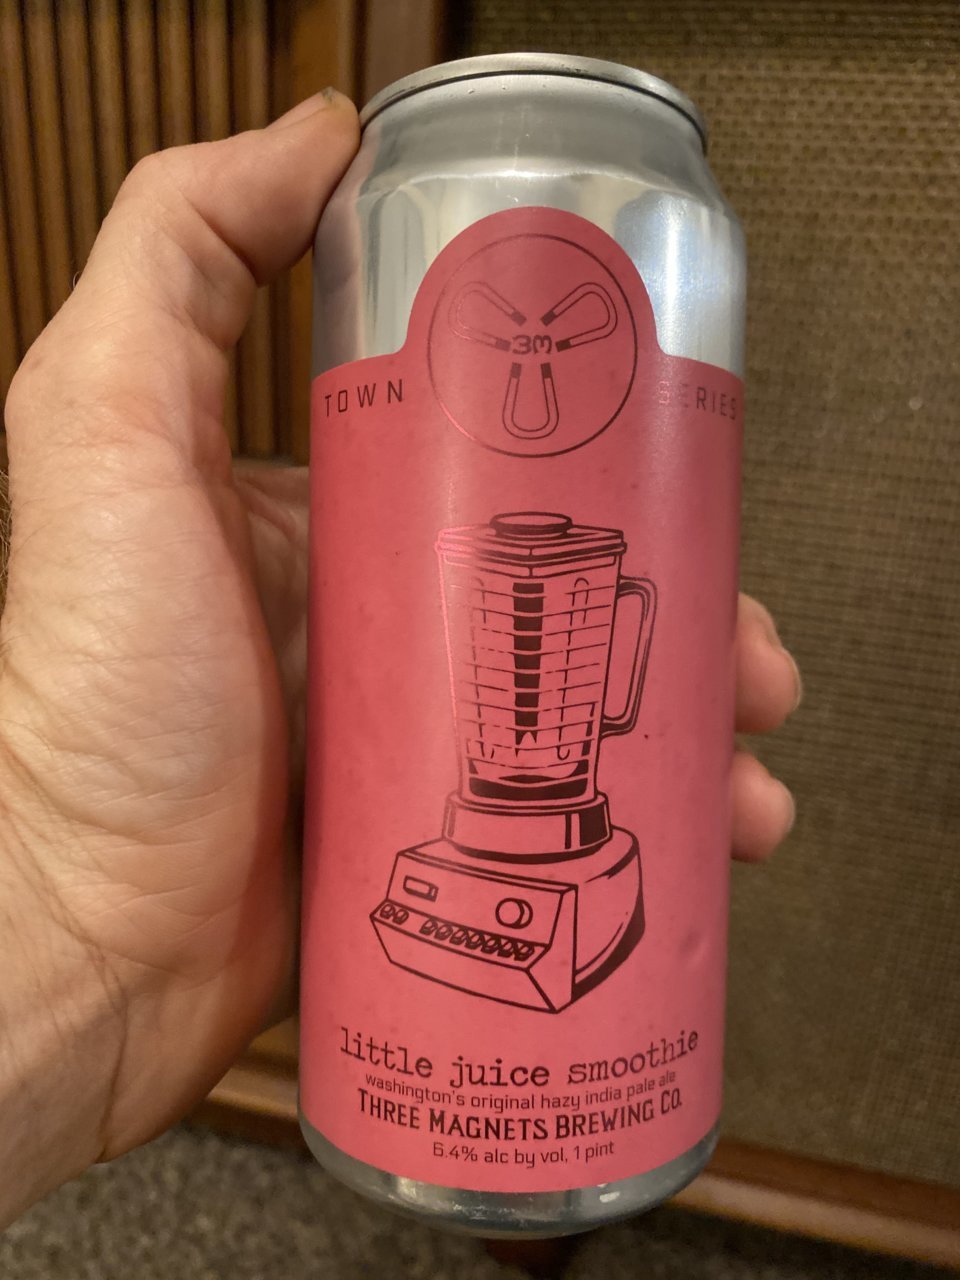 3M
TOWN SERIES
little juice smoothie
washington's original hazy india pale ale
THREE MAGNETS BREWING CO.
6.4% alc by vol, 1 pint